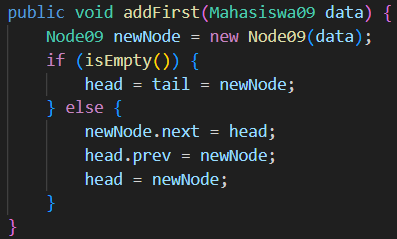 public void addFirst(Mahasiswa09 data) {
    Node09 newNode = new Node09(data);
    if (isEmpty()) {
        head = tail = newNode;
    } else {
        newNode.next = head;
        head.prev = newNode;
        head = newNode;
    }
}